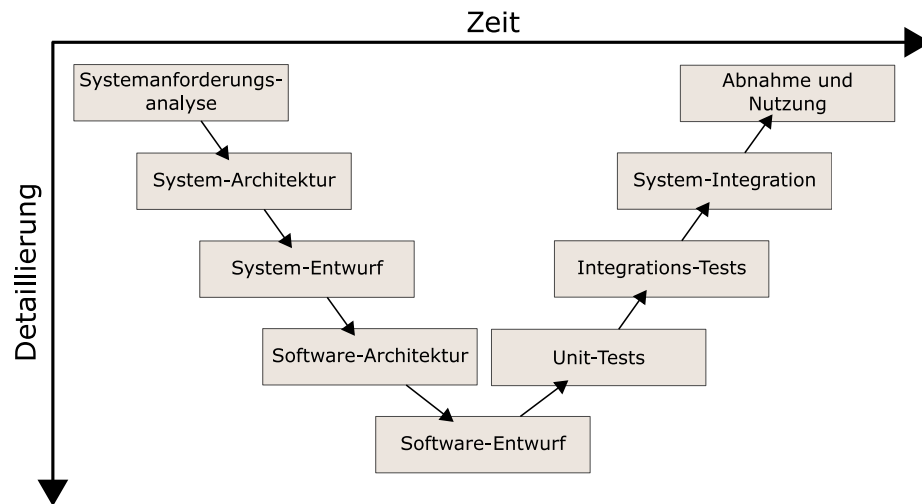 Zeit
Detaillierung
Systemanforderungs-
analyse
System-Architektur
System-Entwurf
Software-Architektur
Software-Entwurf
Unit-Tests
Integrations-Tests
System-Integration
Abnahme und
Nutzung